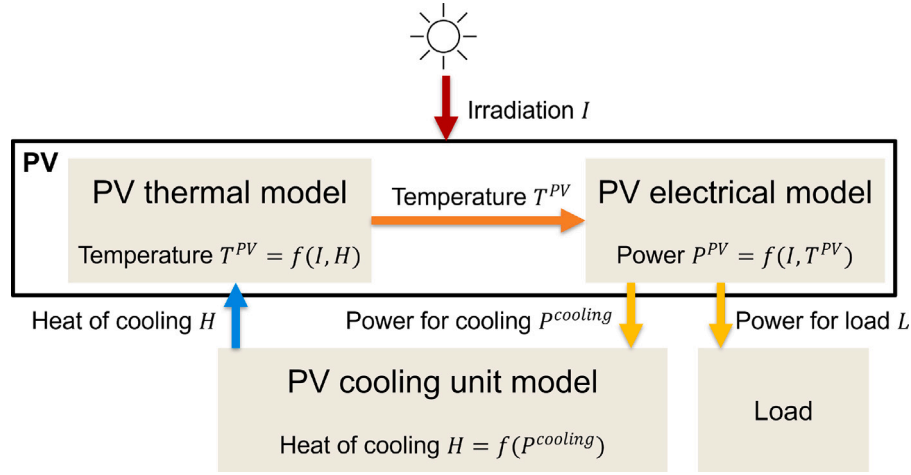 Irradiation I
PV
PV thermal model
Temperature T^{PV}
PV electrical model
Temperature T^{PV} = f(I, H)
Power P^{PV} = f(I, T^{PV})
Heat of cooling H
Power for cooling P^{cooling}
Power for load L
PV cooling unit model
Load
Heat of cooling H = f(P^{cooling})